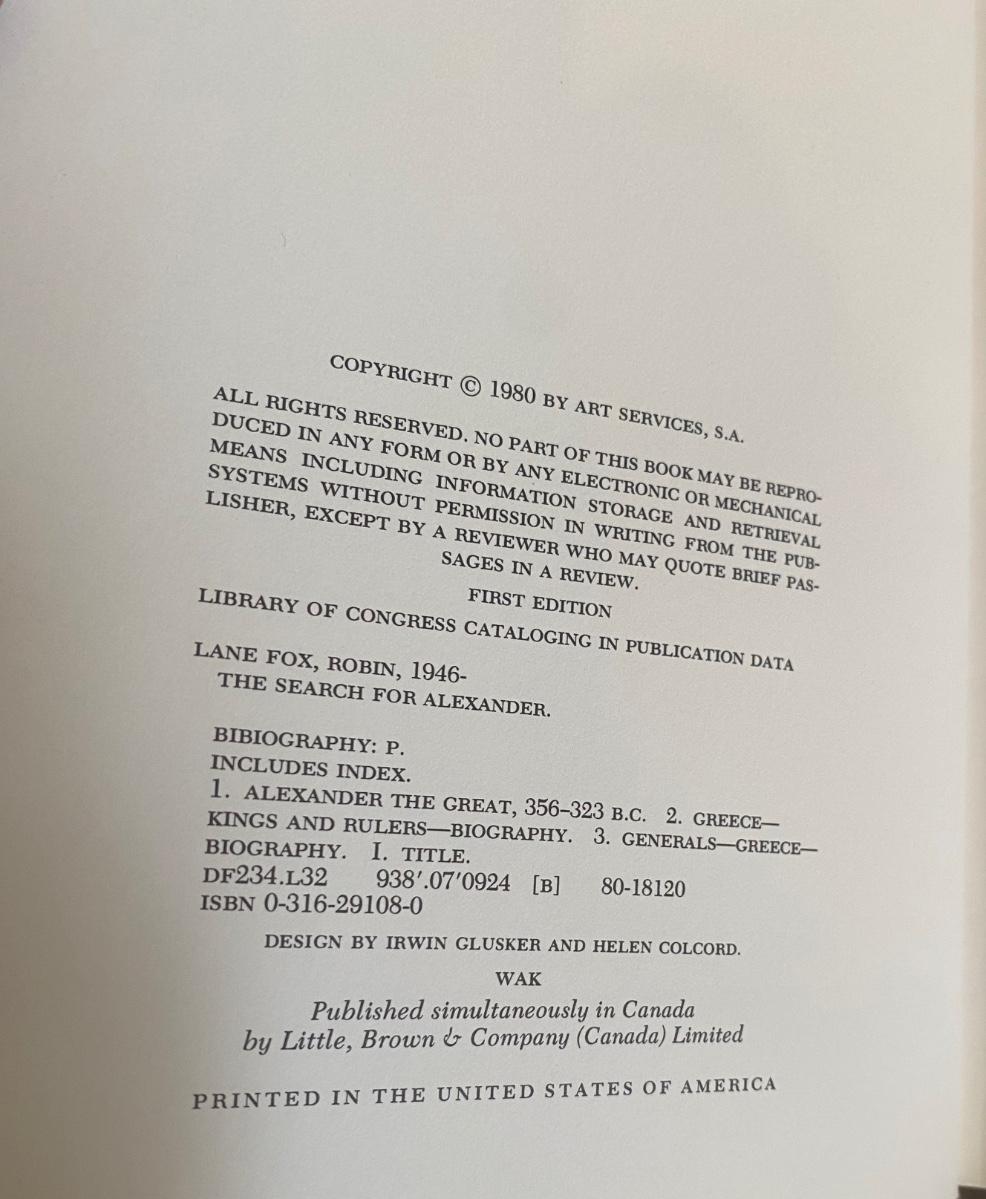 COPYRIGHT © 1980 BY ART SERVICES, S.A.
ALL RIGHTS RESERVED. NO PART OF THIS BOOK MAY BE REPRO-
DUCED IN ANY FORM OR BY ANY ELECTRONIC OR MECHANICAL
MEANS INCLUDING INFORMATION STORAGE AND RETRIEVAL
SYSTEMS WITHOUT PERMISSION IN WRITING FROM THE PUB-
LISHER, EXCEPT BY A REVIEWER WHO MAY QUOTE BRIEF PAS-
SAGES IN A REVIEW.
FIRST EDITION
LIBRARY OF CONGRESS CATALOGING IN PUBLICATION DATA
LANE FOX, ROBIN, 1946-
THE SEARCH FOR ALEXANDER.
BIBIOGRAPHY: P.
INCLUDES INDEX.
1. ALEXANDER THE GREAT, 356–323 B.C. 2. GREECE—
KINGS AND RULERS—BIOGRAPHY. 3. GENERALS—GREECE—
BIOGRAPHY. I. TITLE.
DF234.L32 938′.07′0924 [B] 80-18120
ISBN 0-316-29108-0
DESIGN BY IRWIN GLUSKER AND HELEN COLCORD.
WAK
Published simultaneously in Canada
by Little, Brown & Company (Canada) Limited
PRINTED IN THE UNITED STATES OF AMERICA